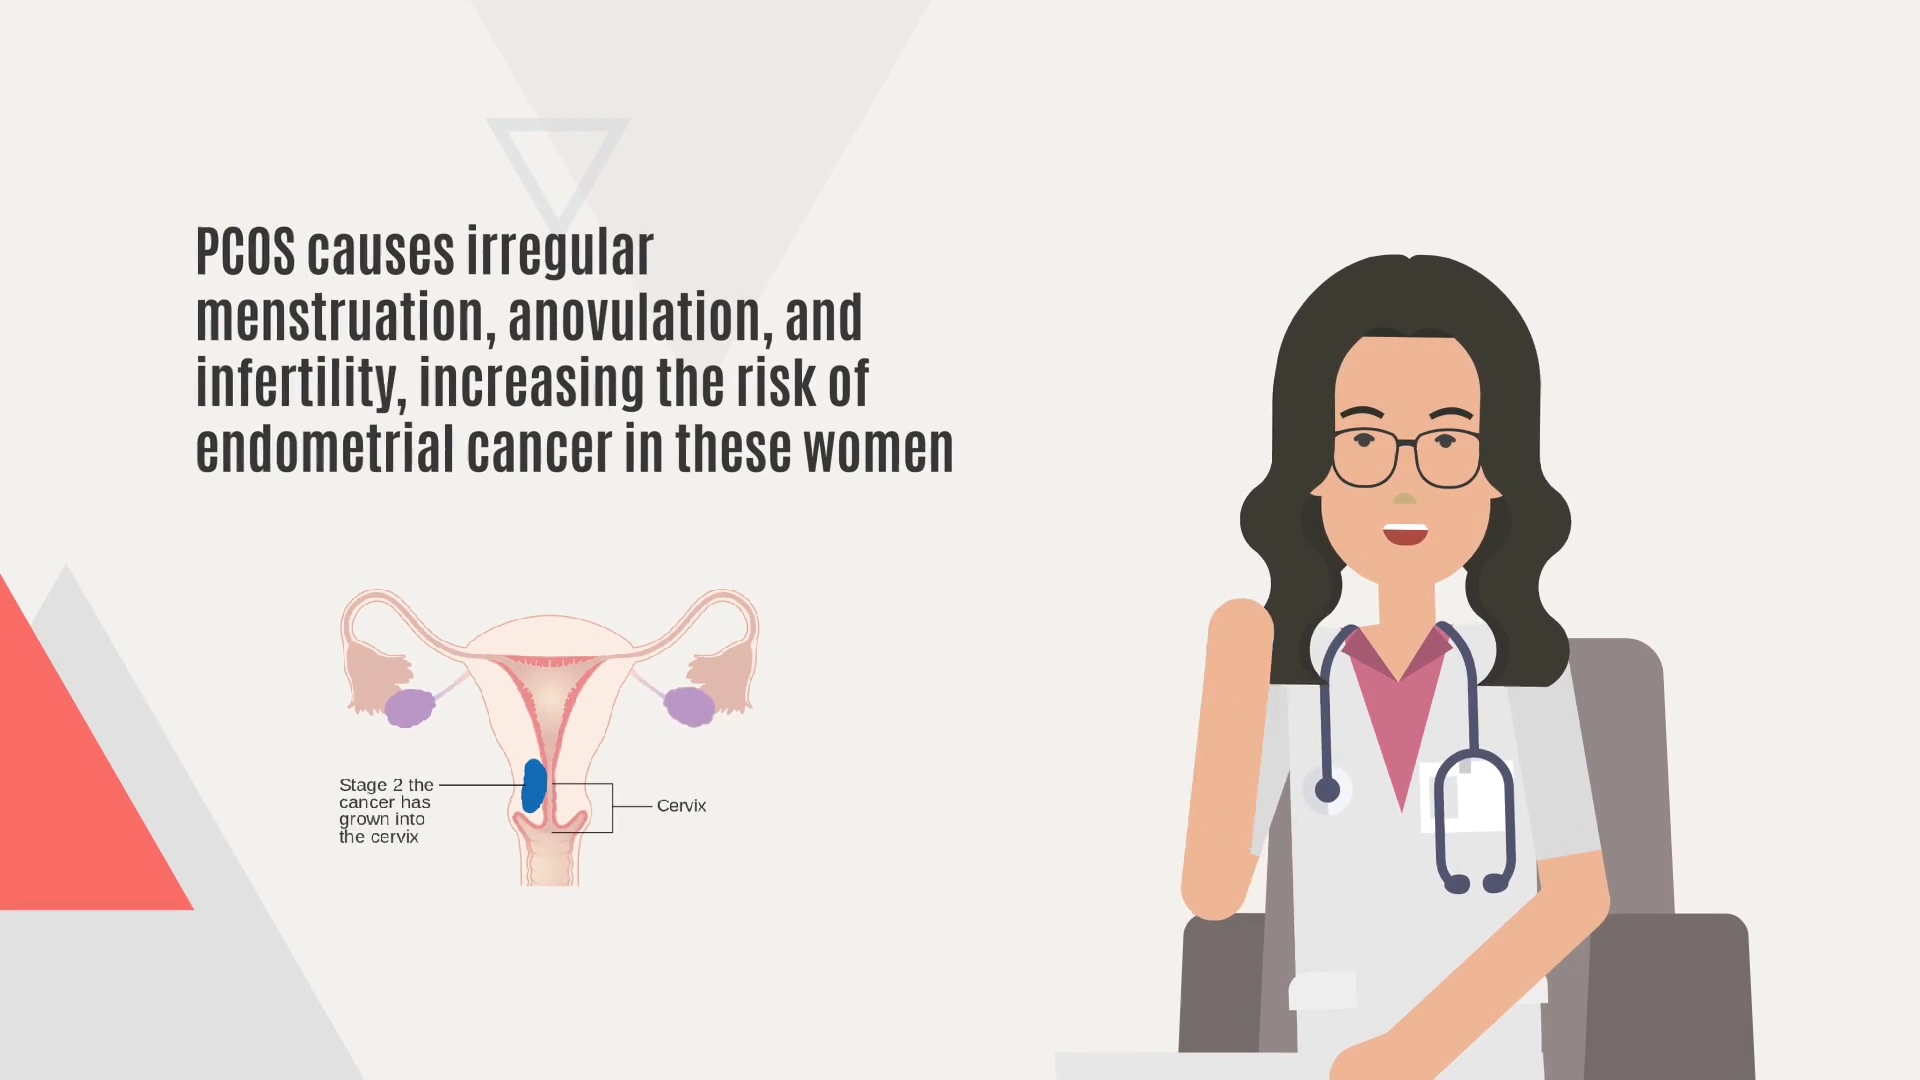 PCOS causes irregular
menstruation, anovulation, and
infertility, increasing the risk of
endometrial cancer in these women
Stage 2 the
cancer has
grown into
the cervix
Cervix